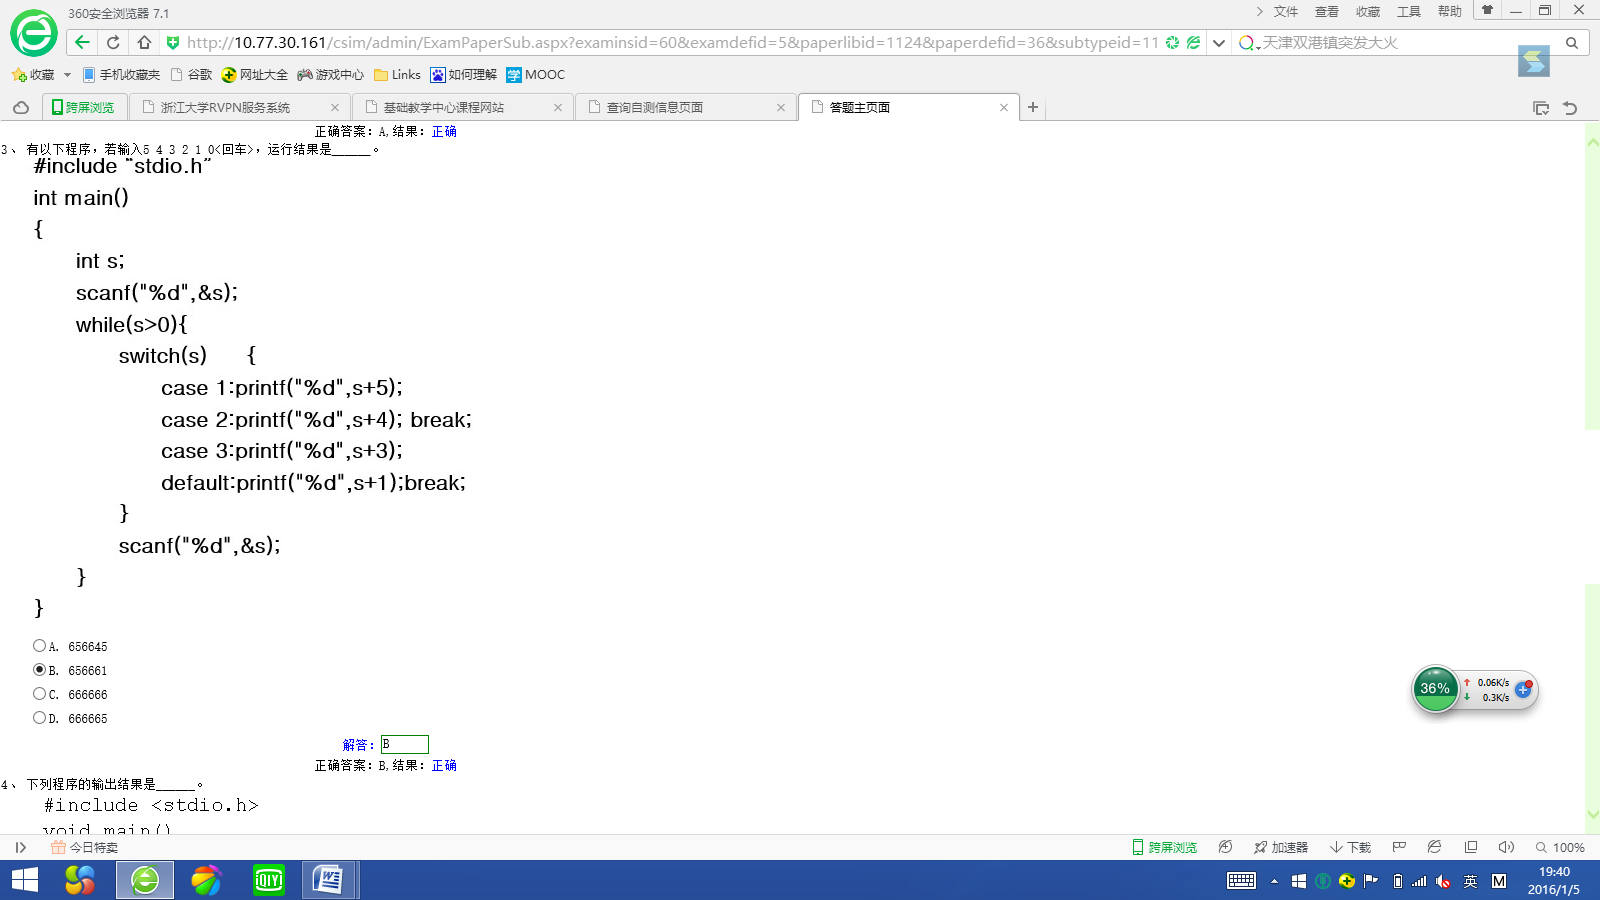 360安全浏览器 7.1
文件 查看 收藏 工具 帮助
http://10.77.30.161/csim/admin/ExamPaperSub.aspx?examinsid=60&examdefid=5&paperlibid=1124&paperdefid=36&subtypeid=11
天津双港镇突发大火
收藏 手机收藏夹 谷歌 网址大全 游戏中心 Links 如何理解 学 MOOC
跨屏浏览 浙江大学RVPN服务系统 基础教学中心课程网站 查询自测信息页面 答题主页面
正确答案：A,结果：正确
3、 有以下程序，若输入5 4 3 2 1 0<回车>，运行结果是______。
#include “stdio.h”
int main()
{
int s;
scanf("%d",&s);
while(s>0){
switch(s) {
case 1:printf("%d",s+5);
case 2:printf("%d",s+4); break;
case 3:printf("%d",s+3);
default:printf("%d",s+1);break;
}
scanf("%d",&s);
}
}
A. 656645
B. 656661
C. 666666
D. 666665
36%
0.06K/s
0.3K/s
解答：B
正确答案：B,结果：正确
4、 下列程序的输出结果是______。
#include <stdio.h>
void main()
今日特卖 跨屏浏览 加速器 下载 100%
QIYI W 英 M
19:40
2016/1/5